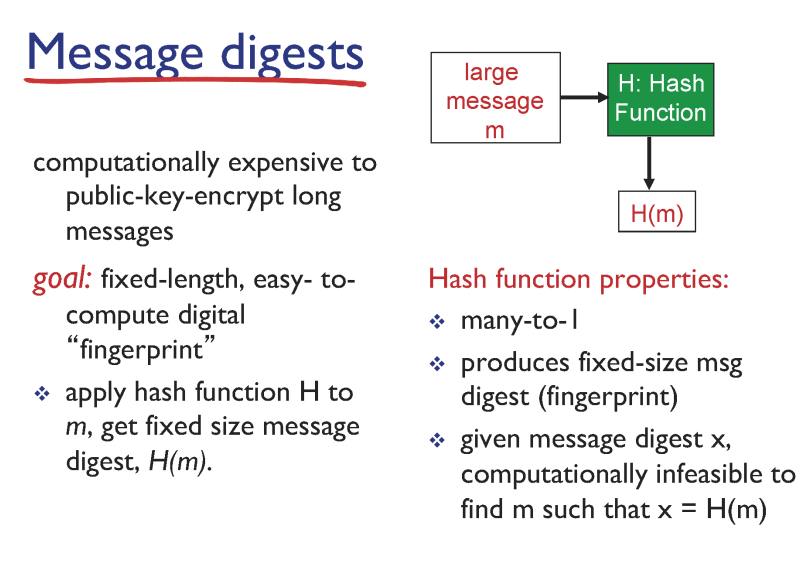 Message digests
computationally expensive to
public-key-encrypt long
messages
goal: fixed-length, easy- to-
compute digital
“fingerprint”
❖ apply hash function H to
m, get fixed size message
digest, H(m).
large
message
m
H: Hash
Function
H(m)
Hash function properties:
❖ many-to-1
❖ produces fixed-size msg
digest (fingerprint)
❖ given message digest x,
computationally infeasible to
find m such that x = H(m)